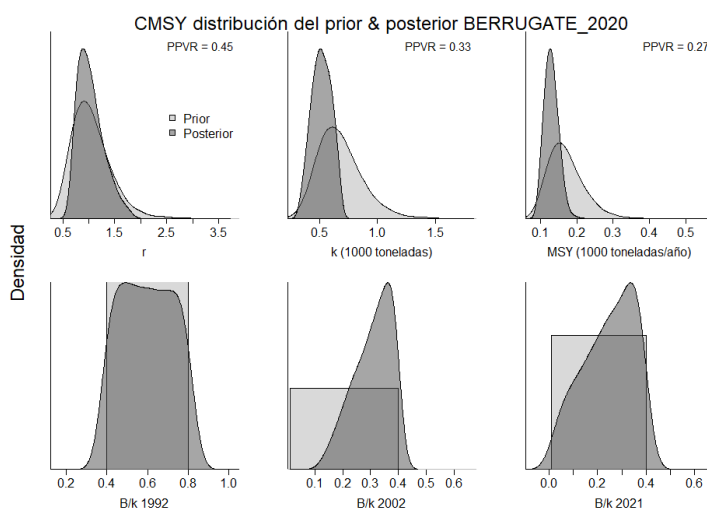 CMSY distribución del prior & posterior BERRUGATE_2020
PPVR = 0.45
PPVR = 0.33
PPVR = 0.27
Prior
Posterior
0.5 1.5 2.5 3.5
r
0.5 1.0 1.5
k (1000 toneladas)
0.1 0.2 0.3 0.5
MSY (1000 toneladas/año)
Densidad
0.2 0.4 0.6 0.8 1.0
B/k 1992
0.1 0.2 0.3 0.4 0.6
B/k 2002
0.0 0.2 0.4 0.6
B/k 2021